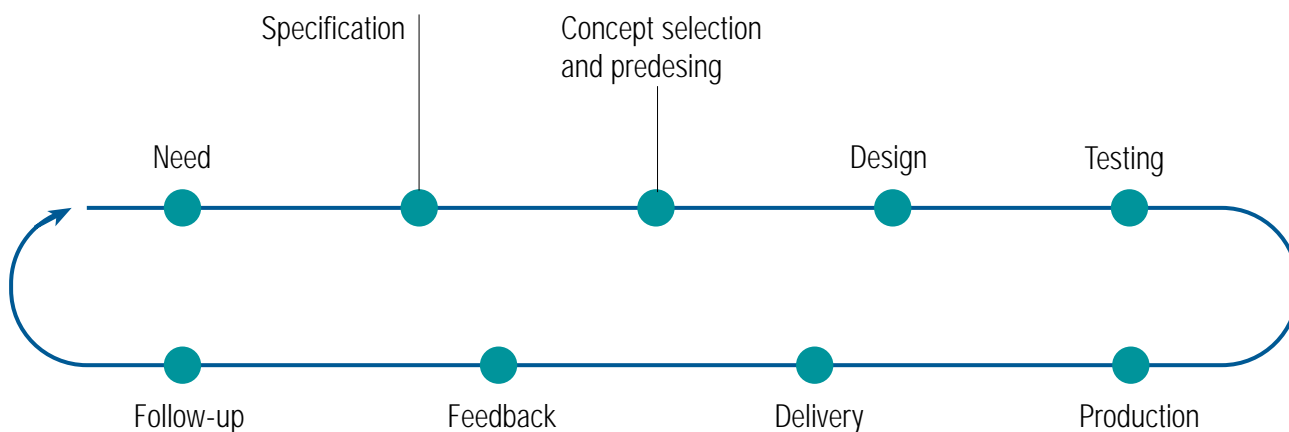 Specification
Concept selection
and predesing
Need
Design
Testing
Follow-up
Feedback
Delivery
Production